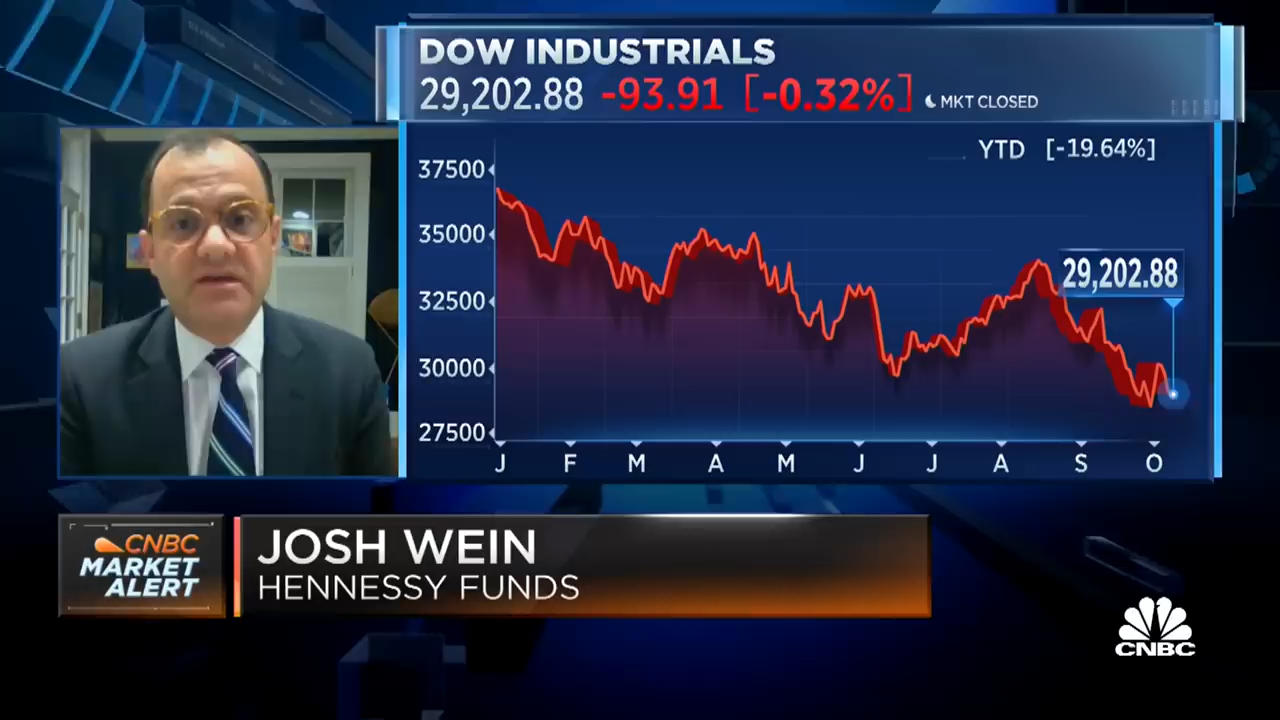 DOW INDUSTRIALS
29,202.88 -93.91 [-0.32%] MKT CLOSED
YTD [-19.64%]
37500
35000
32500
30000
27500
29,202.88
J F M A M J J A S O
CNBC
MARKET
ALERT
JOSH WEIN
HENNESSY FUNDS
CNBC